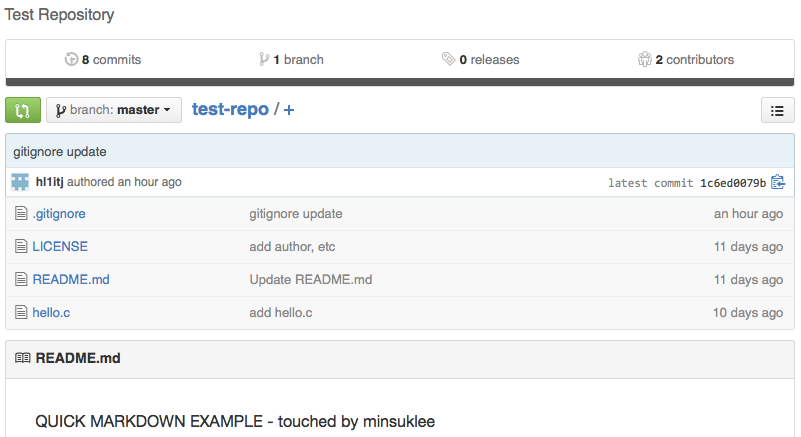 Test Repository
8 commits 1 branch 0 releases 2 contributors
branch: master test-repo / +
gitignore update
hl1itj authored an hour ago latest commit 1c6ed0079b
.gitignore gitignore update an hour ago
LICENSE add author, etc 11 days ago
README.md Update README.md 11 days ago
hello.c add hello.c 10 days ago
README.md
QUICK MARKDOWN EXAMPLE - touched by minsuklee